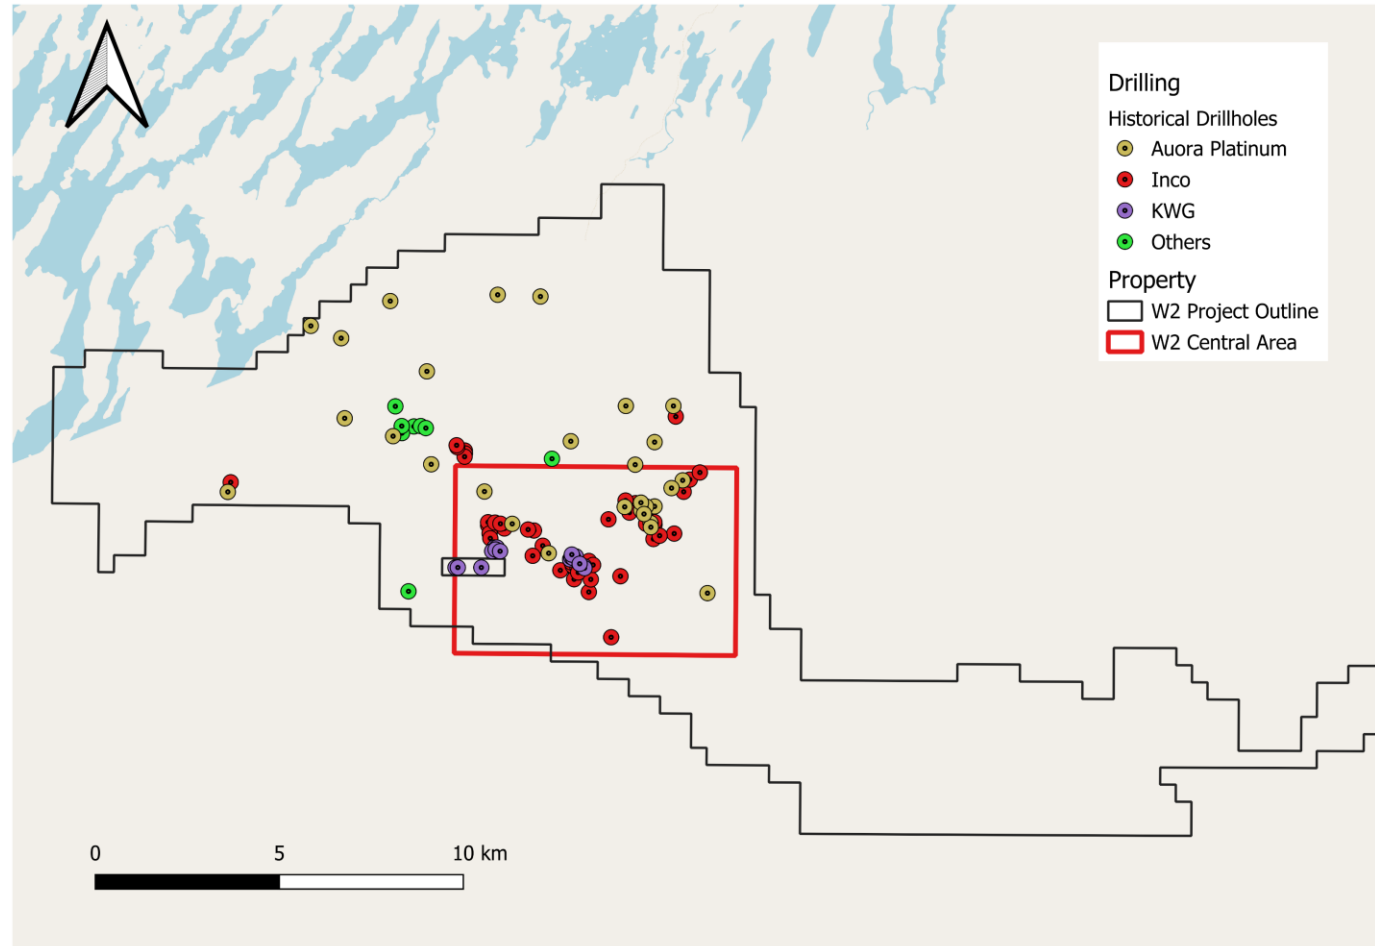 Drilling
Historical Drillholes
Auora Platinum
Inco
KWG
Others
Property
W2 Project Outline
W2 Central Area
0 5 10 km